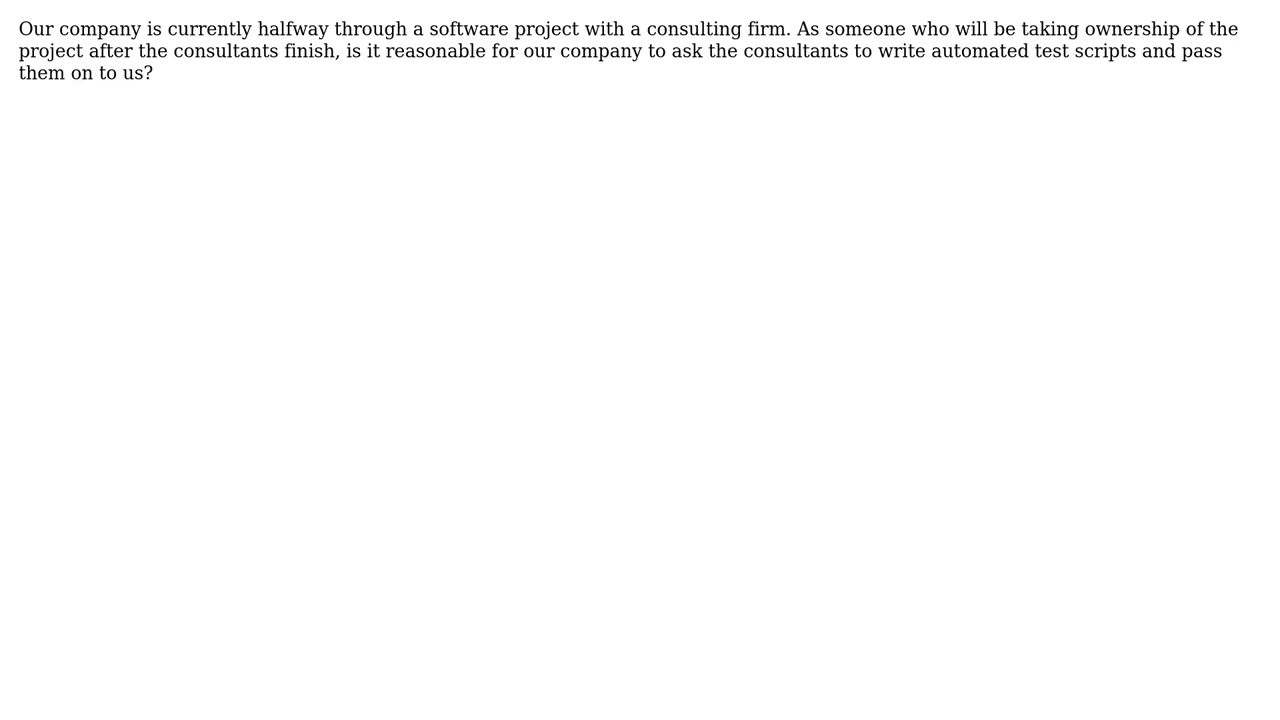 Our company is currently halfway through a software project with a consulting firm. As someone who will be taking ownership of the
project after the consultants finish, is it reasonable for our company to ask the consultants to write automated test scripts and pass
them on to us?